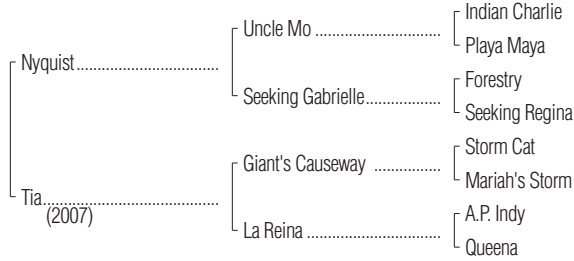 Indian Charlie
Uncle Mo
Playa Maya
Nyquist
Forestry
Seeking Gabrielle
Seeking Regina
Storm Cat
Giant's Causeway
Mariah's Storm
Tia
(2007)
A.P. Indy
La Reina
Queena